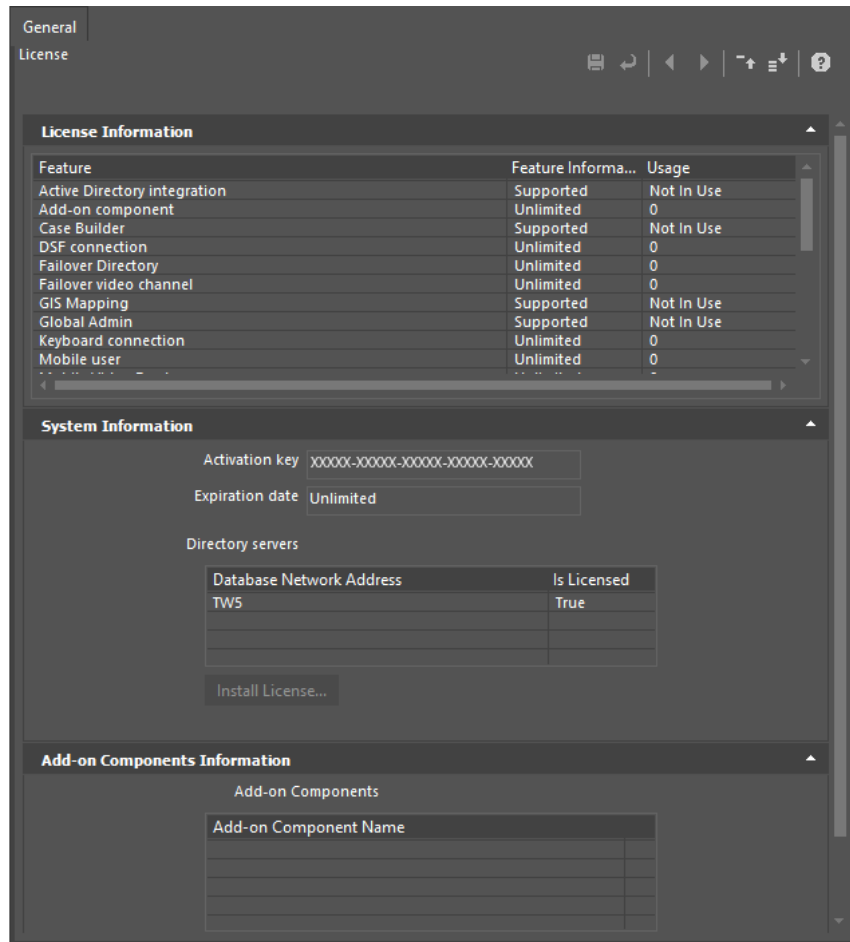 General
License
License Information
Feature Feature Informa... Usage
Active Directory integration Supported Not In Use
Add-on component Unlimited 0
Case Builder Supported Not In Use
DSF connection Unlimited 0
Failover Directory Unlimited 0
Failover video channel Unlimited 0
GIS Mapping Supported Not In Use
Global Admin Supported Not In Use
Keyboard connection Unlimited 0
Mobile user Unlimited 0
System Information
Activation key XXXXX-XXXXX-XXXXX-XXXXX-XXXXX
Expiration date Unlimited
Directory servers
Database Network Address Is Licensed
TW5 True
Install License...
Add-on Components Information
Add-on Components
Add-on Component Name